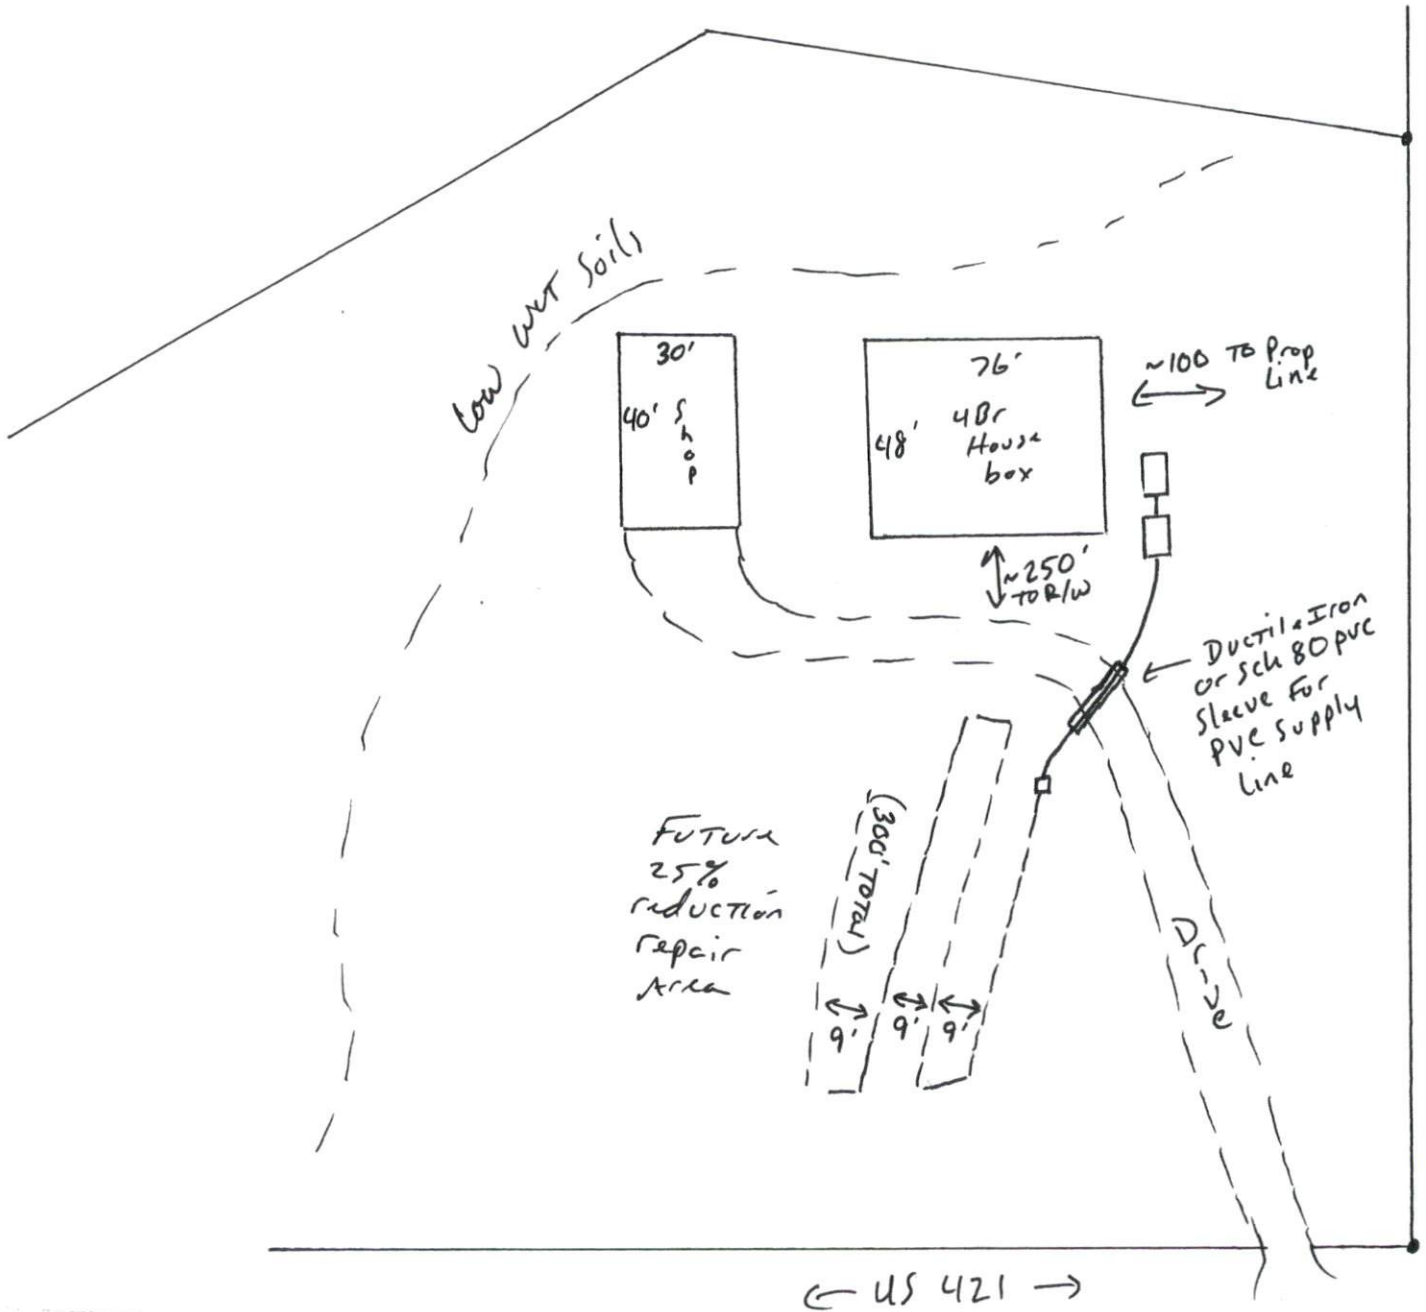 Low wet Soils
30'
40'
Shop
76'
48'
4Br
House
box
~100 To Prop
Line
~250'
To R/W
Ductile Iron
or Sch 80 pvc
Sleeve For
pvc Supply
Line
Future
25%
reduction
repair
Area
(300' Total)
9'
9'
9'
Drive
← US 421 →